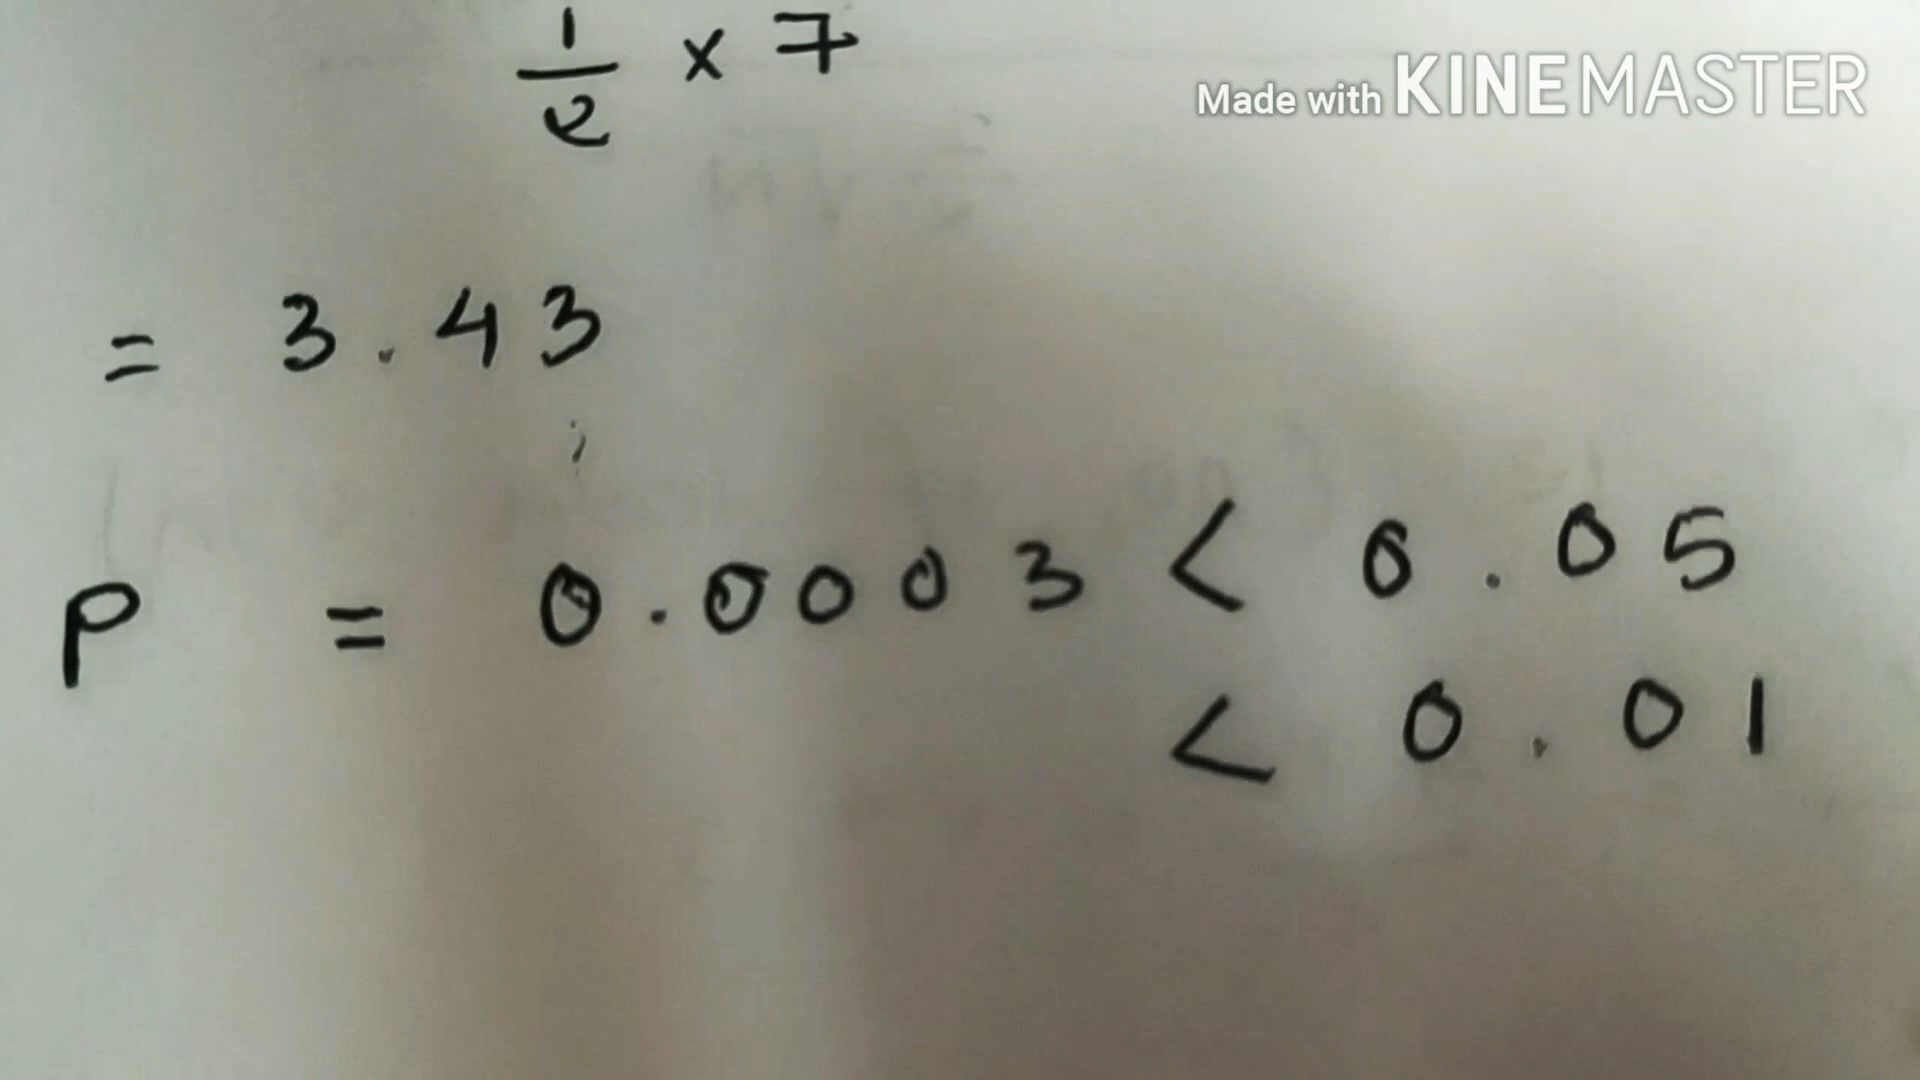 1/2 × 7
Made with KINEMASTER
= 3.43
P = 0.0003 < 0.05
< 0.01